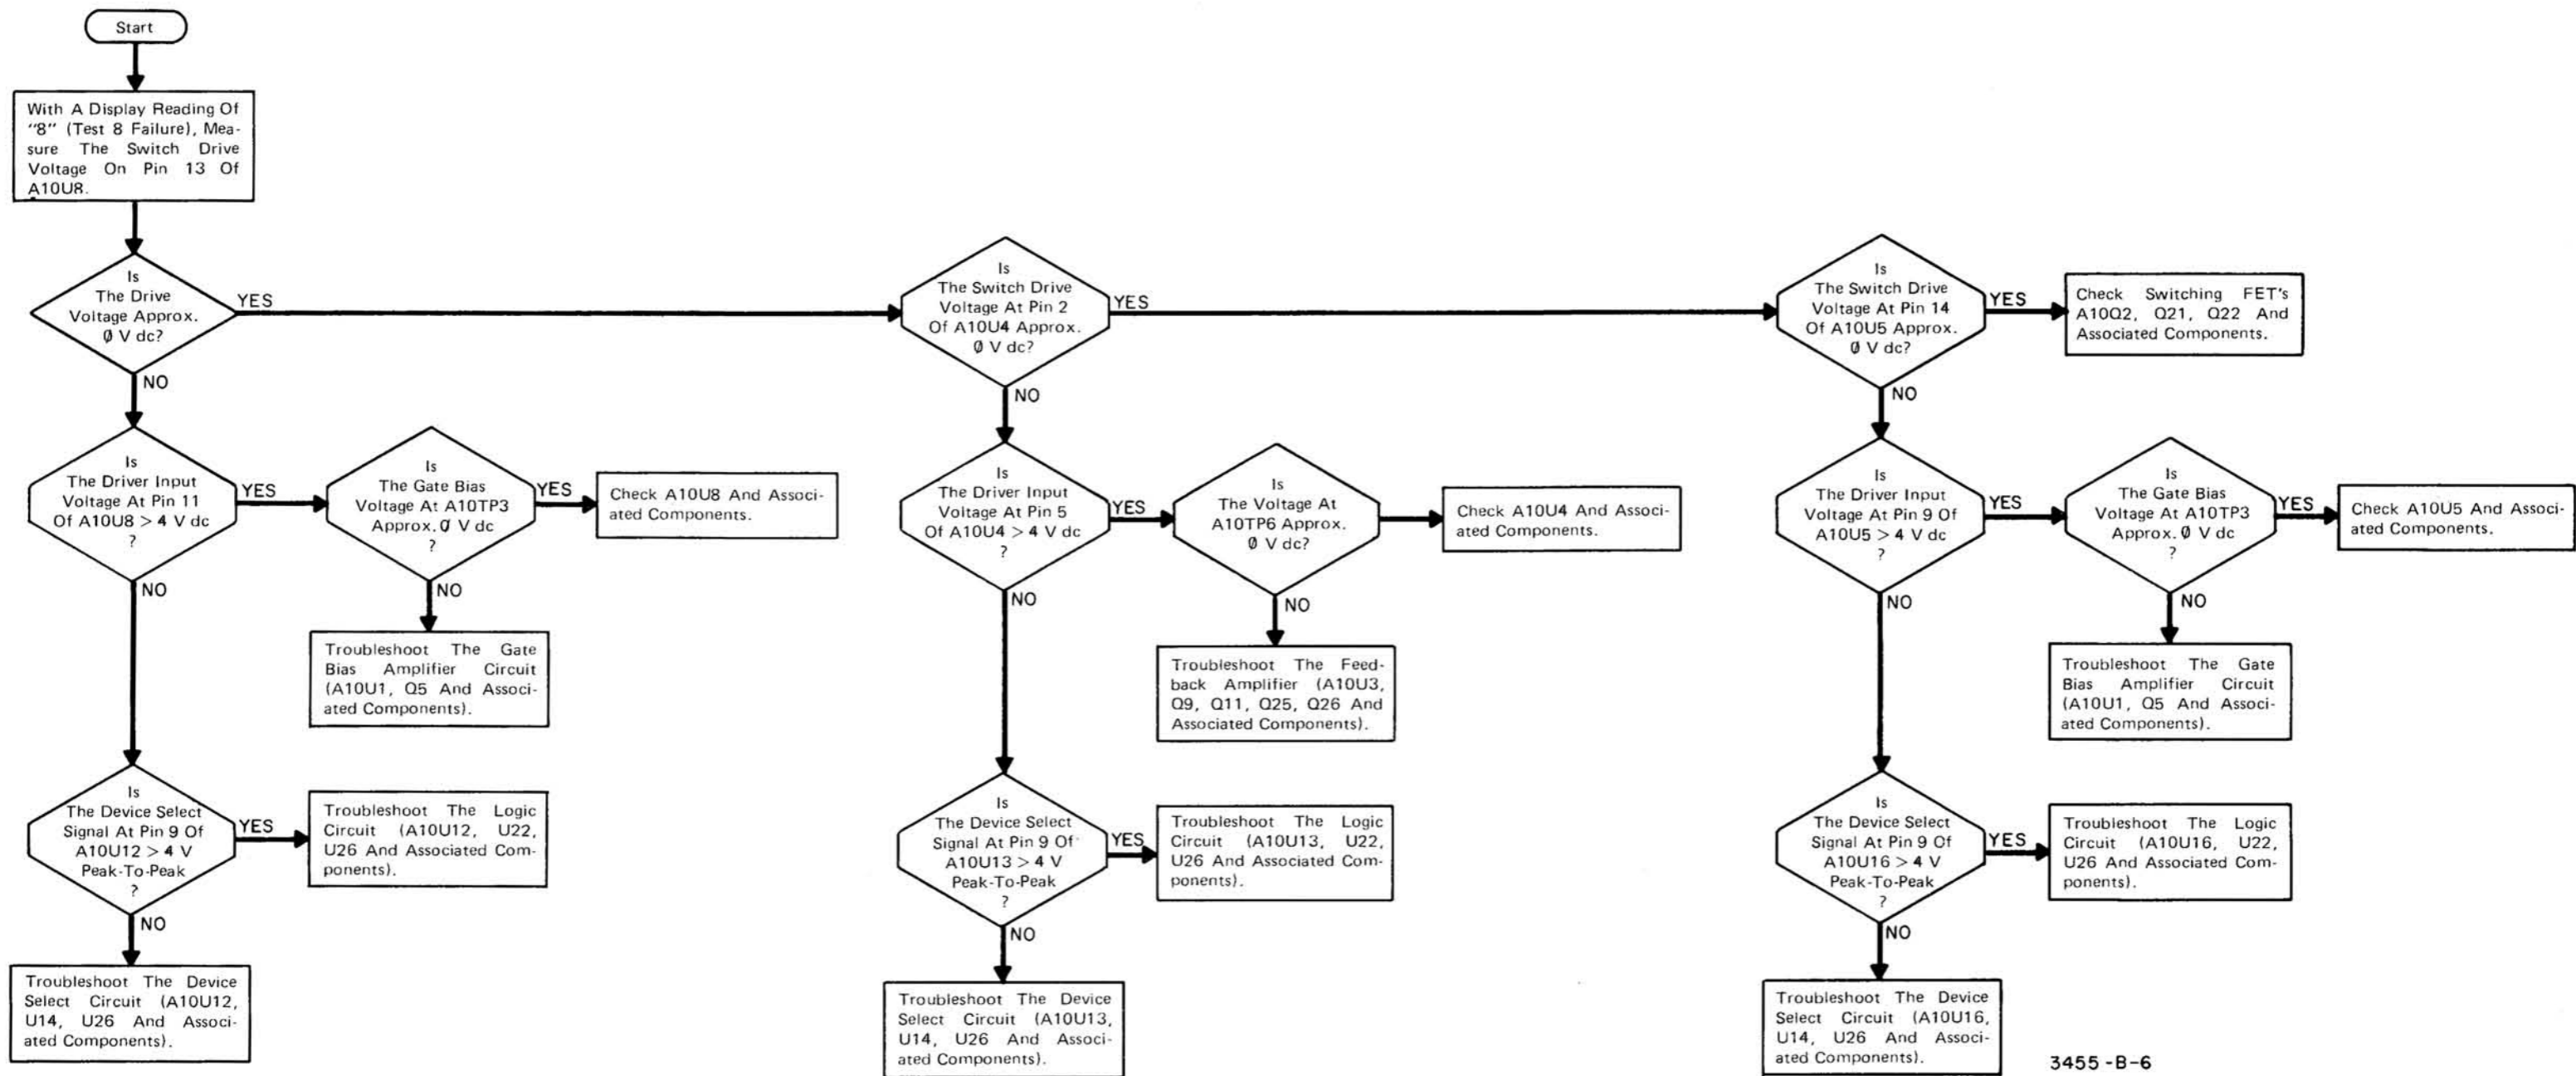 Start
With A Display Reading Of
"8" (Test 8 Failure), Mea-
sure The Switch Drive
Voltage On Pin 13 Of
A10U8.
Is
The Drive
Voltage Approx.
0 V dc?
YES
NO
Is
The Switch Drive
Voltage At Pin 2
Of A10U4 Approx.
0 V dc?
YES
NO
Is
The Switch Drive
Voltage At Pin 14
Of A10U5 Approx.
0 V dc?
YES
NO
Check Switching FET's
A10Q2, Q21, Q22 And
Associated Components.
Is
The Driver Input
Voltage At Pin 11
Of A10U8 > 4 V dc
?
YES
NO
Is
The Gate Bias
Voltage At A10TP3
Approx. 0 V dc
?
YES
NO
Check A10U8 And Associ-
ated Components.
Troubleshoot The Gate
Bias Amplifier Circuit
(A10U1, Q5 And Associ-
ated Components).
Is
The Device Select
Signal At Pin 9 Of
A10U12 > 4 V
Peak-To-Peak
?
YES
NO
Troubleshoot The Logic
Circuit (A10U12, U22,
U26 And Associated Com-
ponents).
Troubleshoot The Device
Select Circuit (A10U12,
U14, U26 And Associ-
ated Components).
Is
The Driver Input
Voltage At Pin 5
Of A10U4 > 4 V dc
?
YES
NO
Is
The Voltage At
A10TP6 Approx.
0 V dc?
NO
Check A10U4 And Associ-
ated Components.
Troubleshoot The Feed-
back Amplifier (A10U3,
Q9, Q11, Q25, Q26 And
Associated Components).
Is
The Device Select
Signal At Pin 9 Of
A10U13 > 4 V
Peak-To-Peak
?
YES
NO
Troubleshoot The Logic
Circuit (A10U13, U22,
U26 And Associated Com-
ponents).
Troubleshoot The Device
Select Circuit (A10U13,
U14, U26 And Associ-
ated Components).
Is
The Driver Input
Voltage At Pin 9 Of
A10U5 > 4 V dc
?
YES
NO
Is
The Gate Bias
Voltage At A10TP3
Approx. 0 V dc
?
YES
NO
Check A10U5 And Associ-
ated Components.
Troubleshoot The Gate
Bias Amplifier Circuit
(A10U1, Q5 And Associ-
ated Components).
Is
The Device Select
Signal At Pin 9 Of
A10U16 > 4 V
Peak-To-Peak
?
YES
NO
Troubleshoot The Logic
Circuit (A10U16, U22,
U26 And Associated Com-
ponents).
Troubleshoot The Device
Select Circuit (A10U16,
U14, U26 And Associ-
ated Components).
3455-B-6